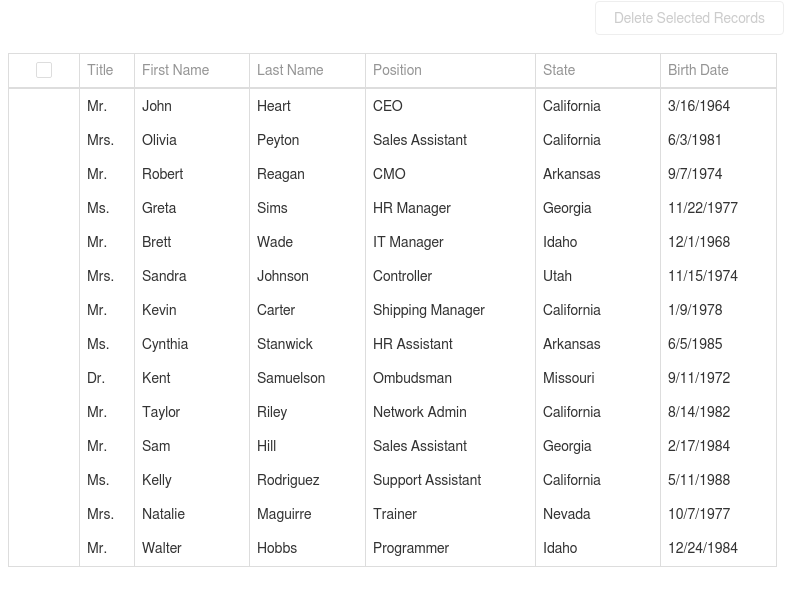 Delete Selected Records
Title First Name Last Name Position State Birth Date
Mr. John Heart CEO California 3/16/1964
Mrs. Olivia Peyton Sales Assistant California 6/3/1981
Mr. Robert Reagan CMO Arkansas 9/7/1974
Ms. Greta Sims HR Manager Georgia 11/22/1977
Mr. Brett Wade IT Manager Idaho 12/1/1968
Mrs. Sandra Johnson Controller Utah 11/15/1974
Mr. Kevin Carter Shipping Manager California 1/9/1978
Ms. Cynthia Stanwick HR Assistant Arkansas 6/5/1985
Dr. Kent Samuelson Ombudsman Missouri 9/11/1972
Mr. Taylor Riley Network Admin California 8/14/1982
Mr. Sam Hill Sales Assistant Georgia 2/17/1984
Ms. Kelly Rodriguez Support Assistant California 5/11/1988
Mrs. Natalie Maguirre Trainer Nevada 10/7/1977
Mr. Walter Hobbs Programmer Idaho 12/24/1984